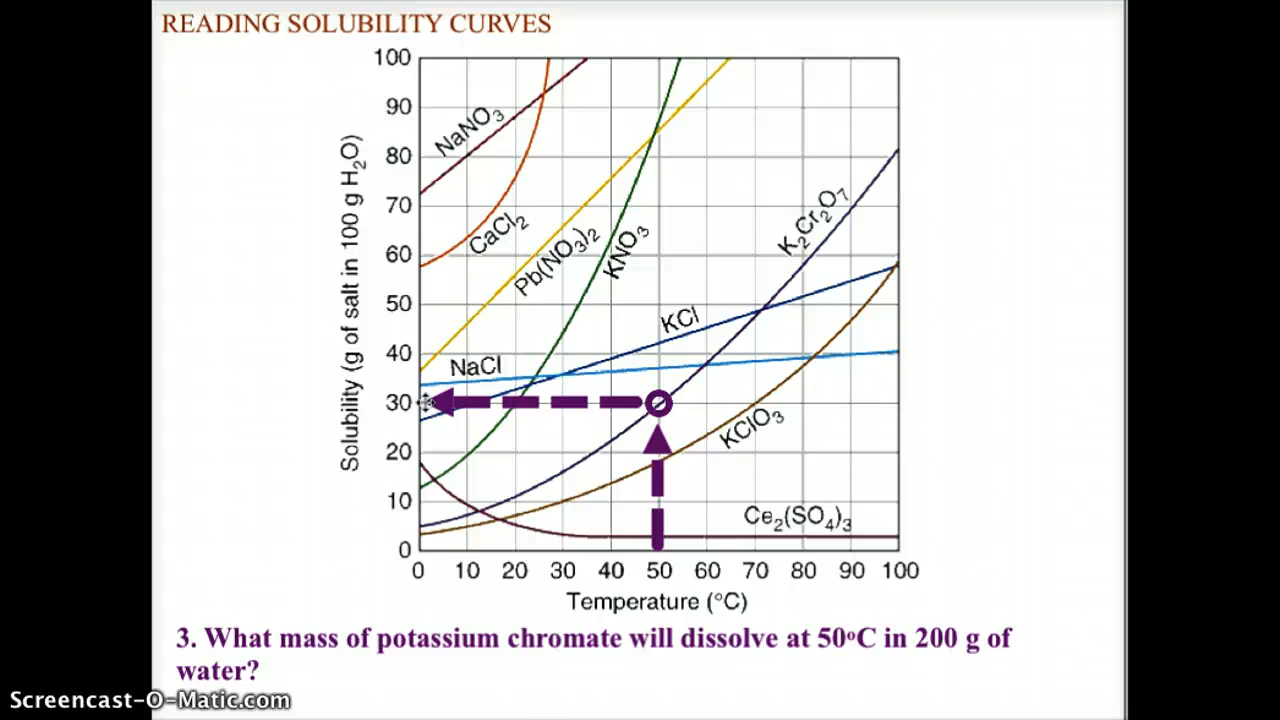 READING SOLUBILITY CURVES
100
90
80
70
60
50
40
30
20
10
0
Solubility (g of salt in 100 g H₂O)
NaNO₃
CaCl₂
Pb(NO₃)₂
KNO₃
K₂Cr₂O₇
KCl
NaCl
KClO₃
Ce₂(SO₄)₃
0 10 20 30 40 50 60 70 80 90 100
Temperature (°C)
3. What mass of potassium chromate will dissolve at 50°C in 200 g of
water?
Screencast-O-Matic.com